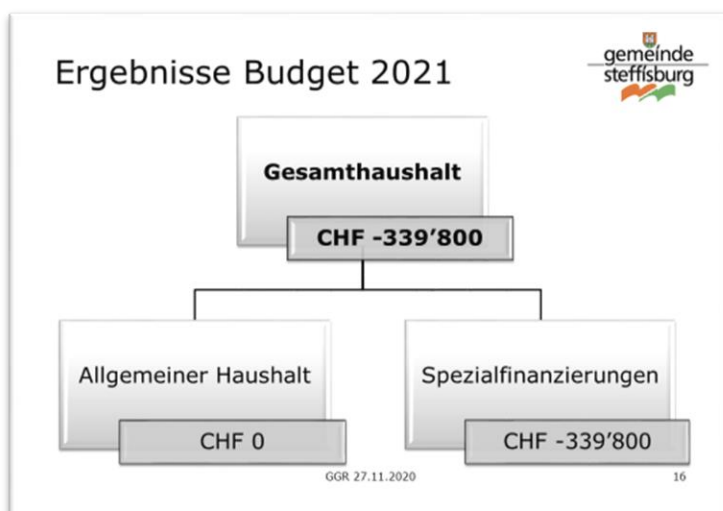 Ergebnisse Budget 2021
gemeinde
steffisburg
Gesamthaushalt
CHF -339’800
Allgemeiner Haushalt
CHF 0
Spezialfinanzierungen
CHF -339’800
GGR 27.11.2020
16